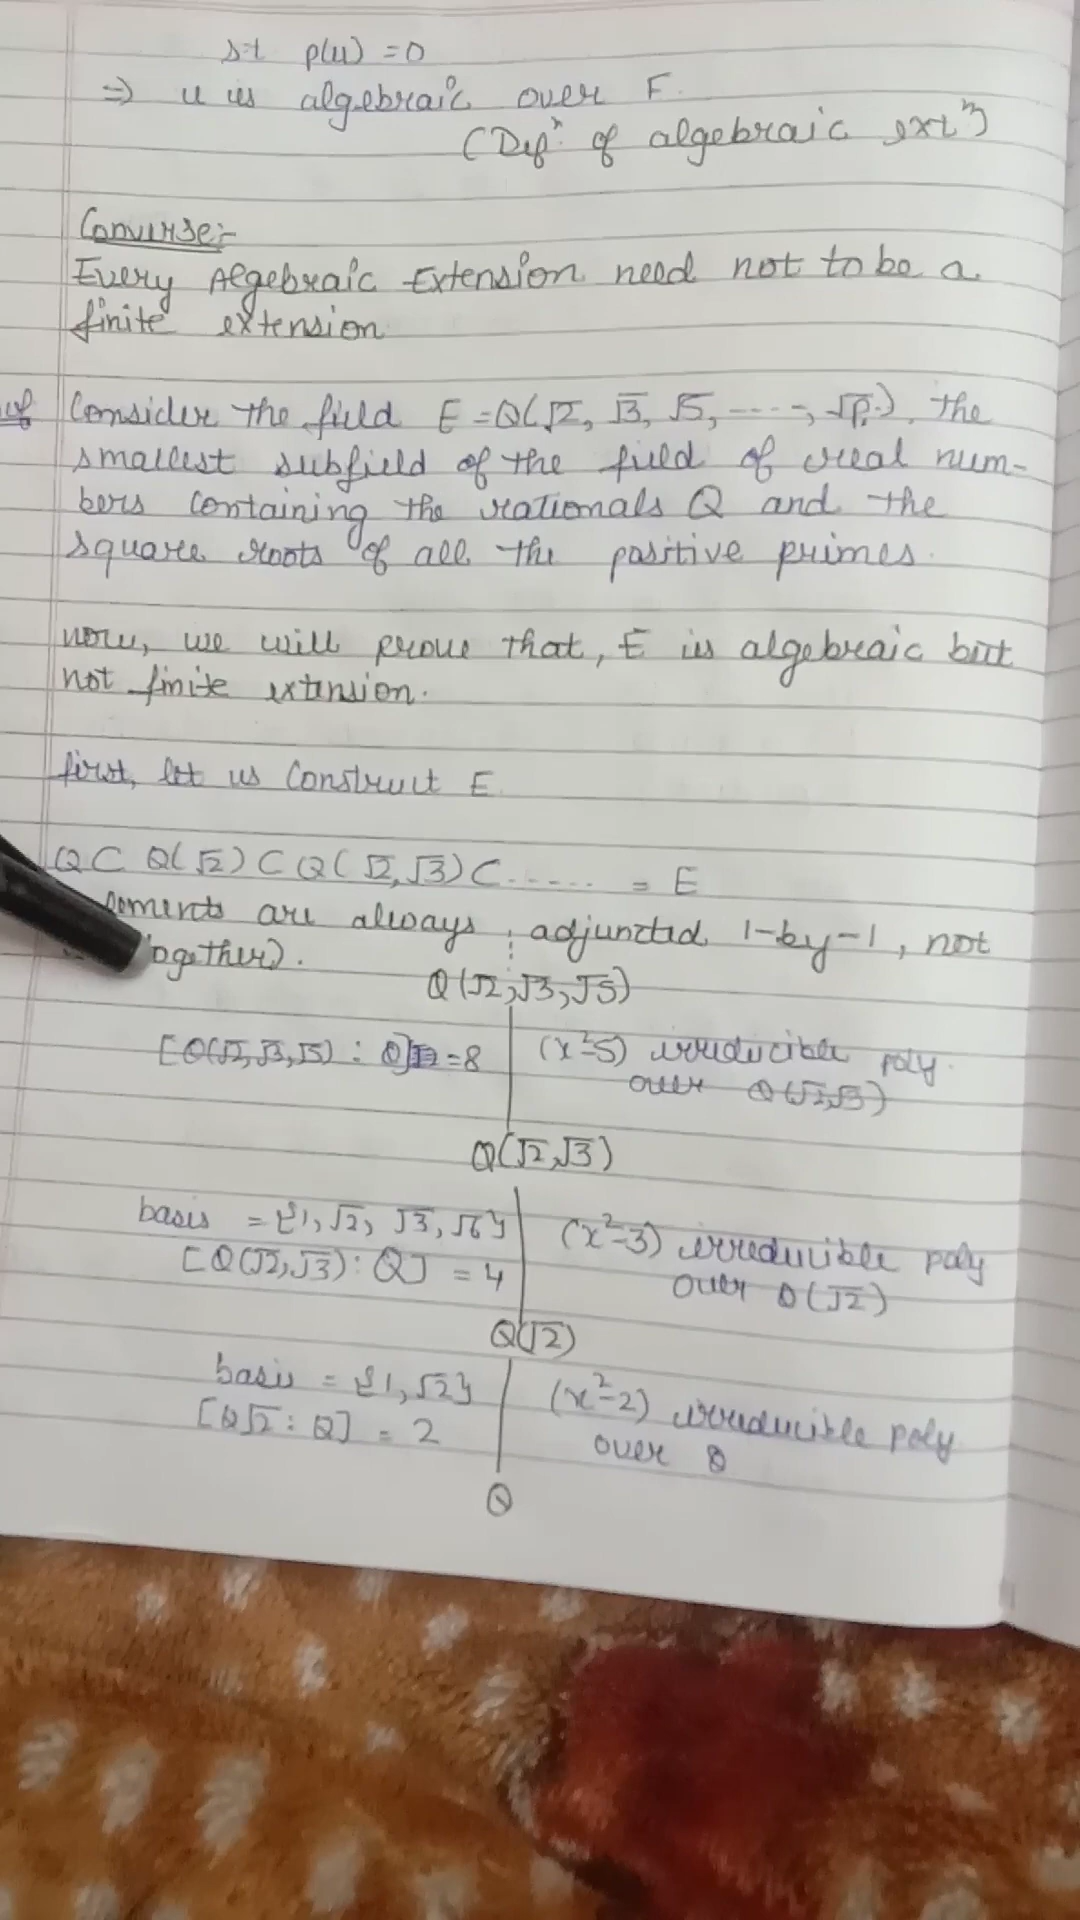 s.t p(u) = 0
⇒ u is algebraic over F.
(Defⁿ. of algebraic extⁿ)
Converse:-
Every Algebraic Extension need not to be a
finite extension
Consider the field E = Q(√2, √3, √5, ----, √p..), the
smallest subfield of the field of real num-
bers containing the rationals Q and the
square roots of all the positive primes.
now, we will prove that, E is algebraic but
not finite extension.
first, let us construct E
Q ⊂ Q(√2) ⊂ Q(√2, √3) ⊂ ...... = E
are always adjuncted 1-by-1, not
together).
Q(√2, √3, √5)
[Q(√2, √3, √5) : Q] = 8 (x²-5) irreducible poly.
over Q(√2, √3)
Q(√2, √3)
basis = {1, √2, √3, √6} (x²-3) irreducible poly
[Q(√2, √3) : Q] = 4 over Q(√2)
Q(√2)
basis = {1, √2} (x²-2) irreducible poly
[Q√2 : Q] = 2 over Q
Q